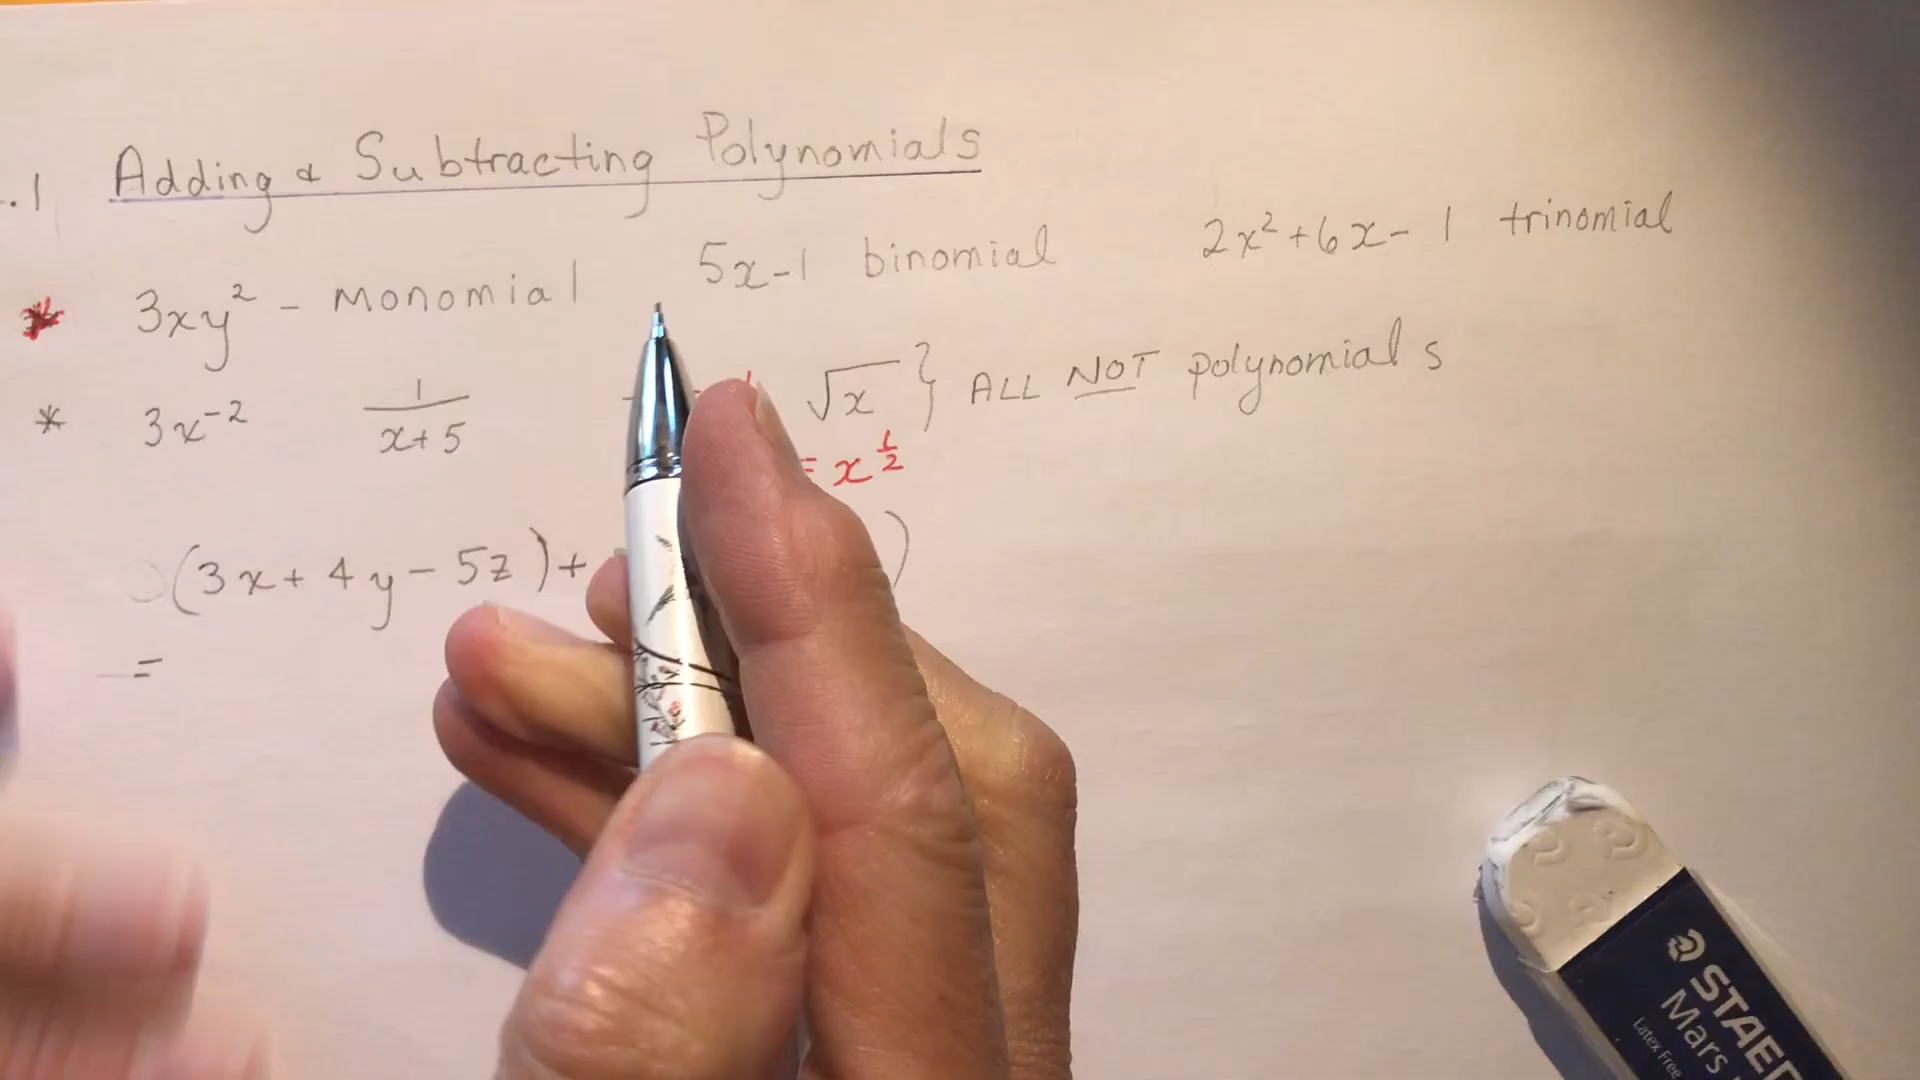 .1 Adding & Subtracting Polynomials
3xy² - monomial 5x-1 binomial 2x²+6x-1 trinomial
* 3x⁻² 1/(x+5) √x } ALL NOT polynomials
= x^(1/2)
(3x+4y-5z)+ )
=
STAED
Mars
Latex Free